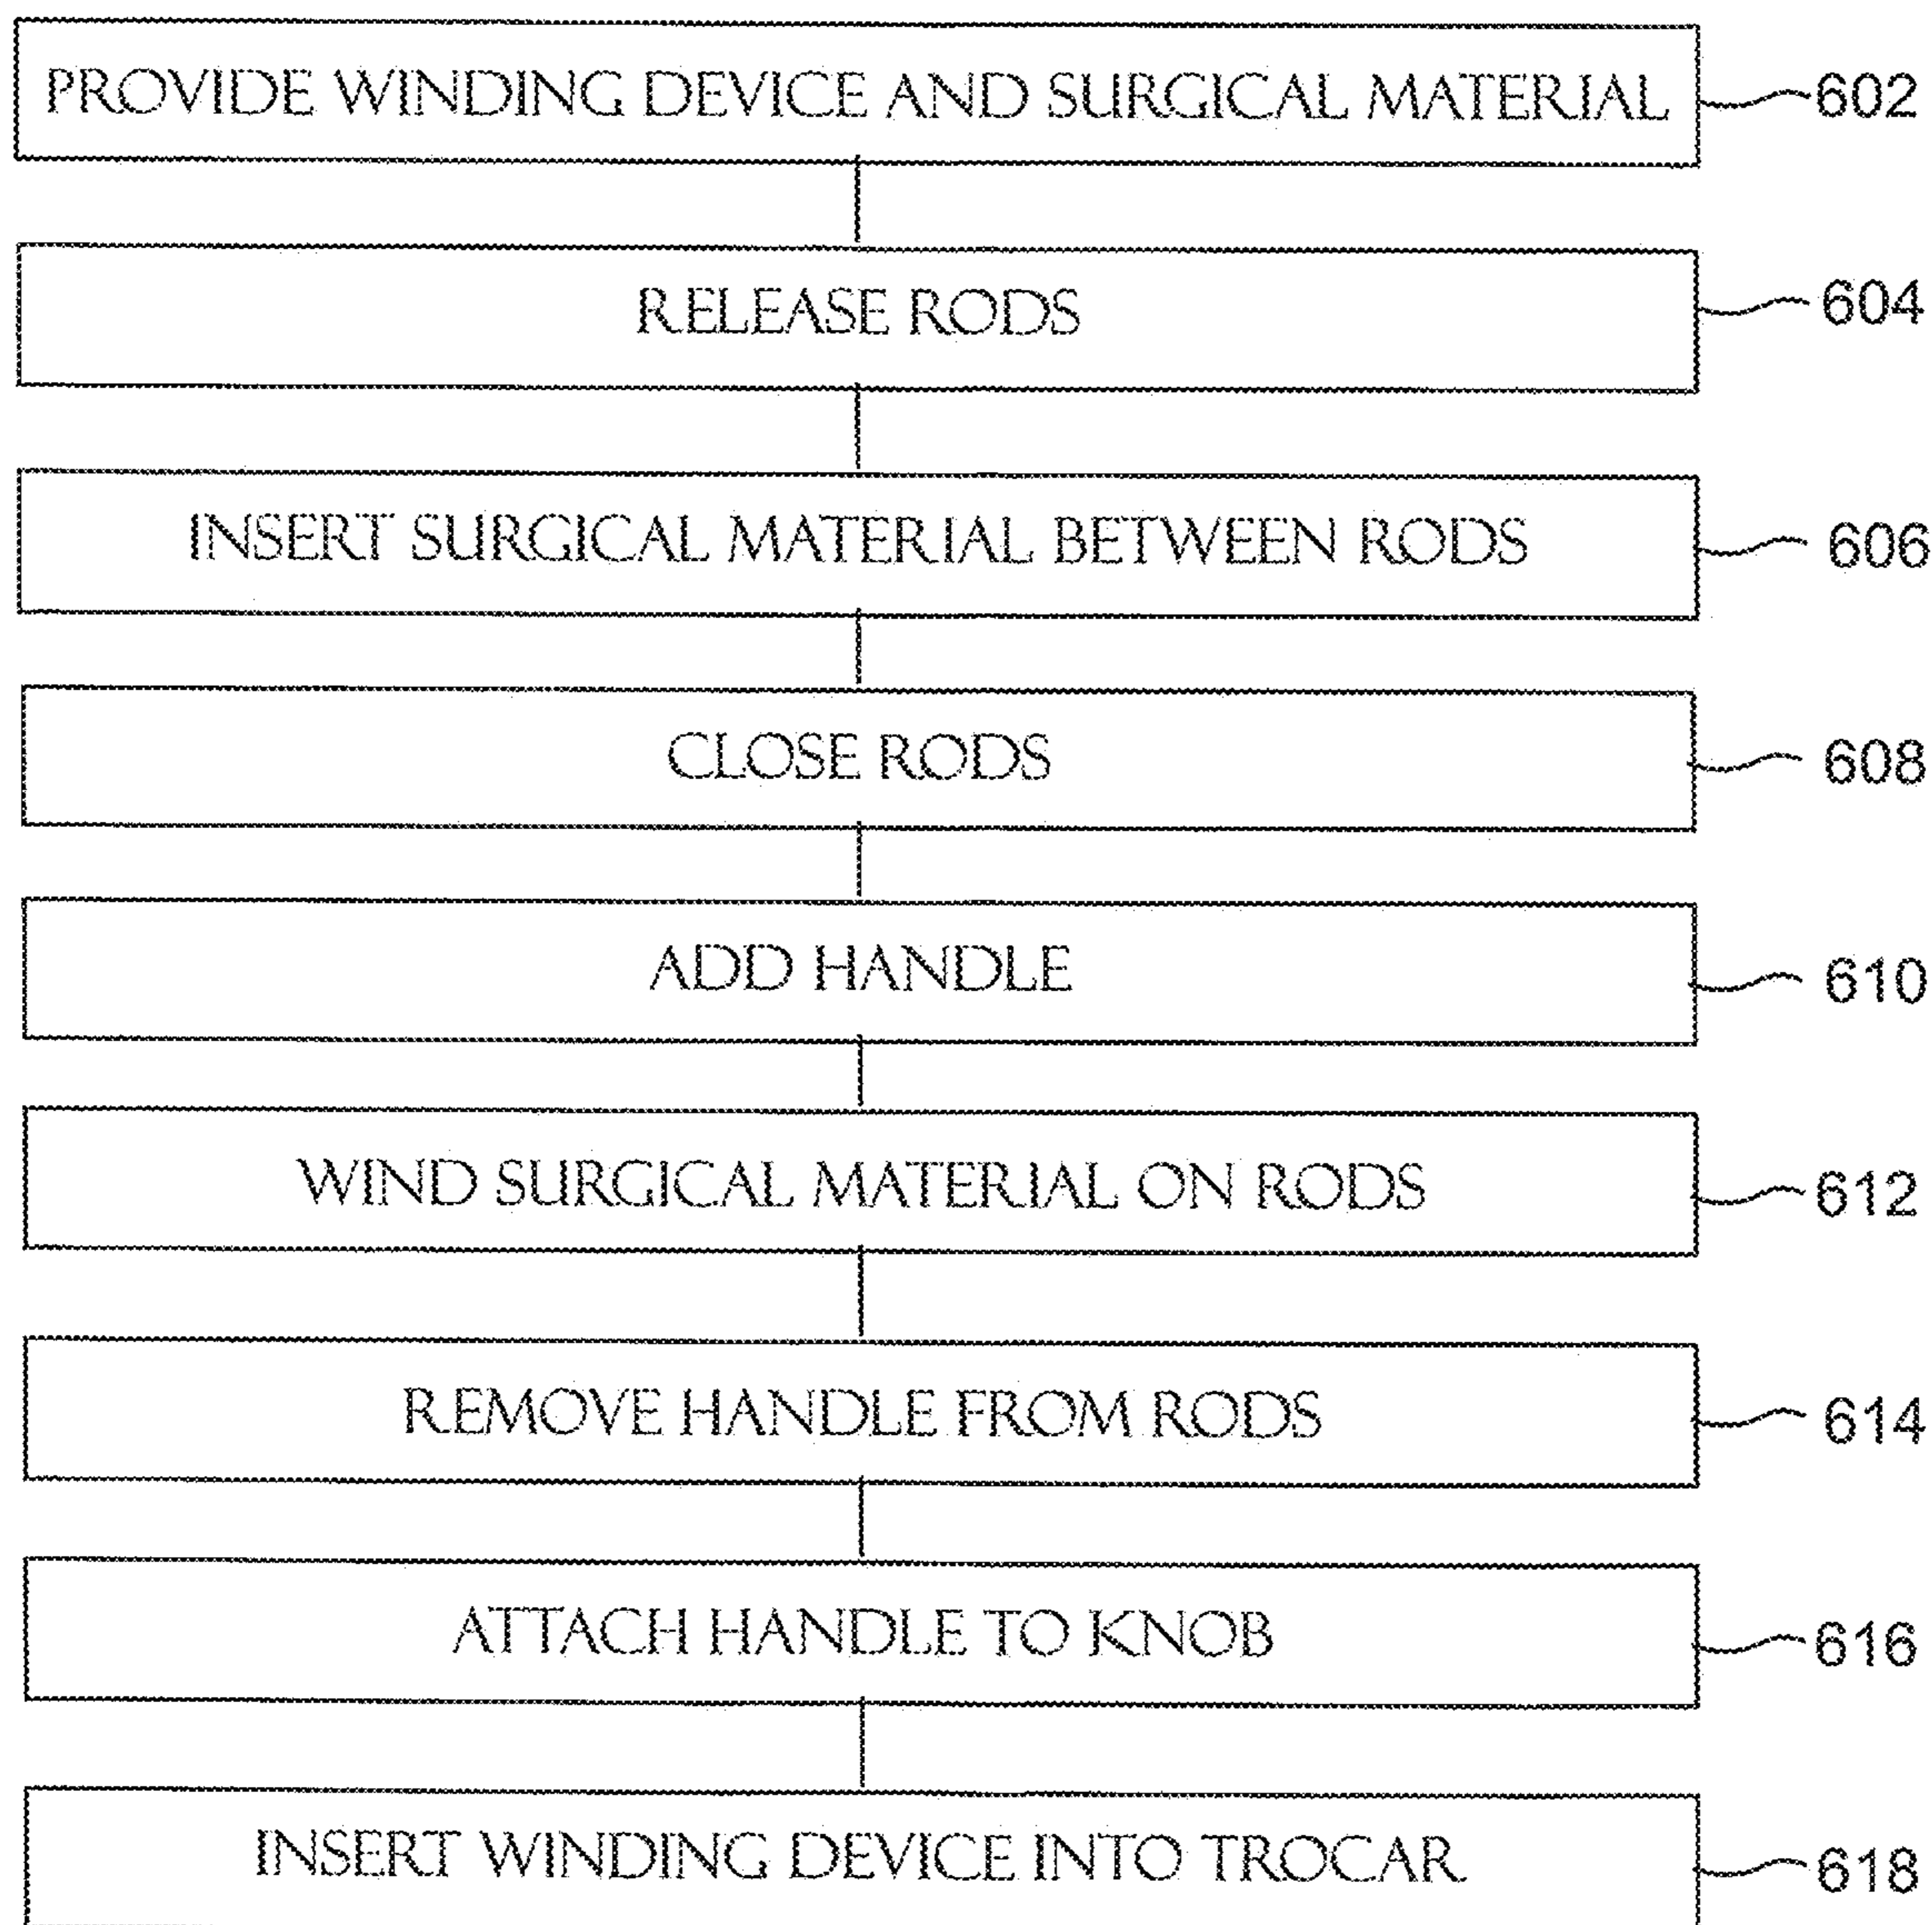 PROVIDE WINDING DEVICE AND SURGICAL MATERIAL 602
RELEASE RODS 604
INSERT SURGICAL MATERIAL BETWEEN RODS 606
CLOSE RODS 608
ADD HANDLE 610
WIND SURGICAL MATERIAL ON RODS 612
REMOVE HANDLE FROM RODS 614
ATTACH HANDLE TO KNOB 616
INSERT WINDING DEVICE INTO TROCAR 618